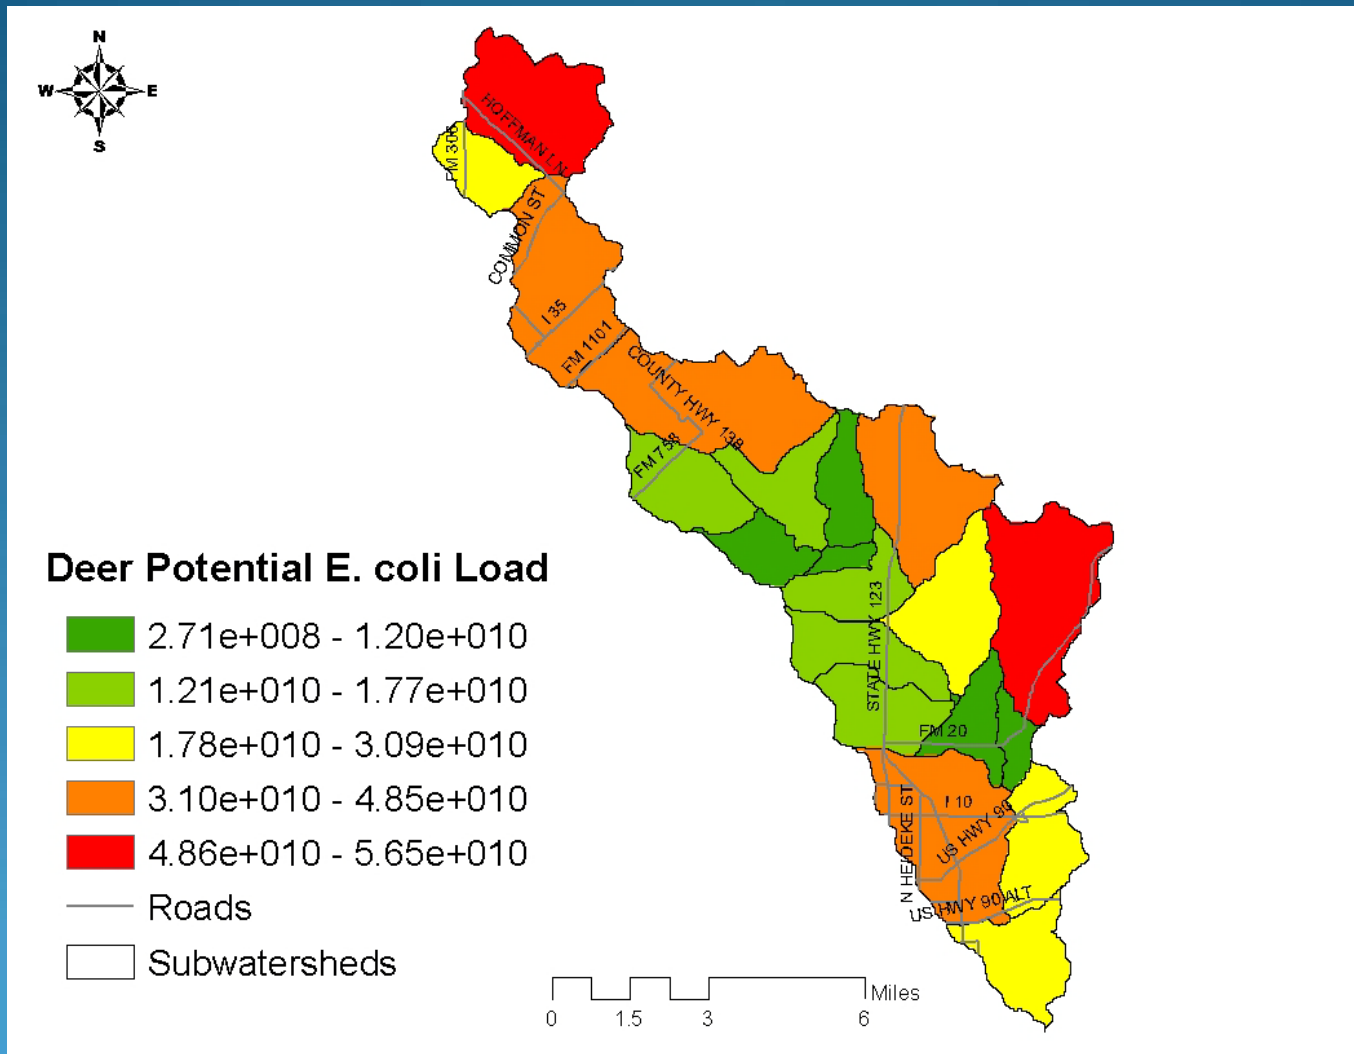 N
W
E
S
HOFFMAN LN
FM 306
COMMON ST
I 35
FM 1101
COUNTY HWY 138
FM 758
STATE HWY 123
FM 20
I 10
US HWY 90
N HEIDEKE ST
US HWY 90 ALT
Deer Potential E. coli Load
2.71e+008 - 1.20e+010
1.21e+010 - 1.77e+010
1.78e+010 - 3.09e+010
3.10e+010 - 4.85e+010
4.86e+010 - 5.65e+010
Roads
Subwatersheds
Miles
0 1.5 3 6